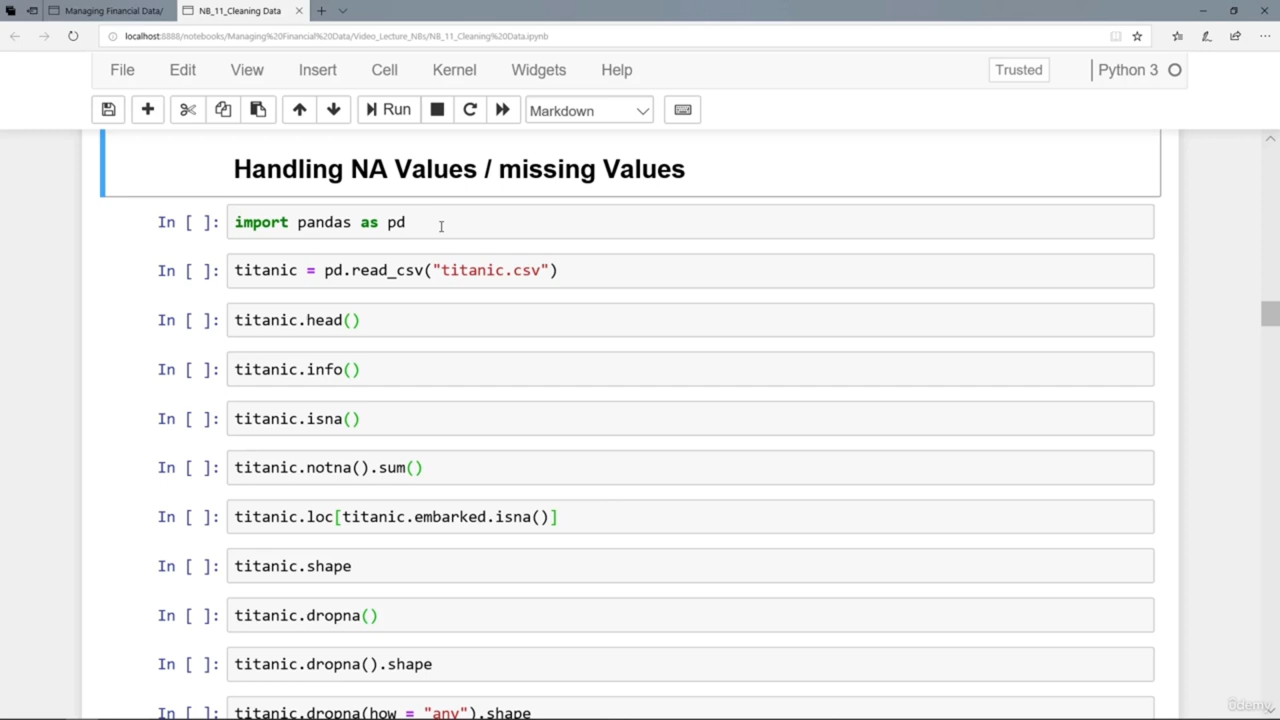 Managing Financial Data/
NB_11_Cleaning Data
localhost:8888/notebooks/Managing%20Financial%20Data/Video_Lecture_NBs/NB_11_Cleaning%20Data.ipynb
File Edit View Insert Cell Kernel Widgets Help Trusted Python 3
Run Markdown
Handling NA Values / missing Values
In [ ]: import pandas as pd
In [ ]: titanic = pd.read_csv("titanic.csv")
In [ ]: titanic.head()
In [ ]: titanic.info()
In [ ]: titanic.isna()
In [ ]: titanic.notna().sum()
In [ ]: titanic.loc[titanic.embarked.isna()]
In [ ]: titanic.shape
In [ ]: titanic.dropna()
In [ ]: titanic.dropna().shape
In [ ]: titanic.dropna(how = "any").shape
ûdemy